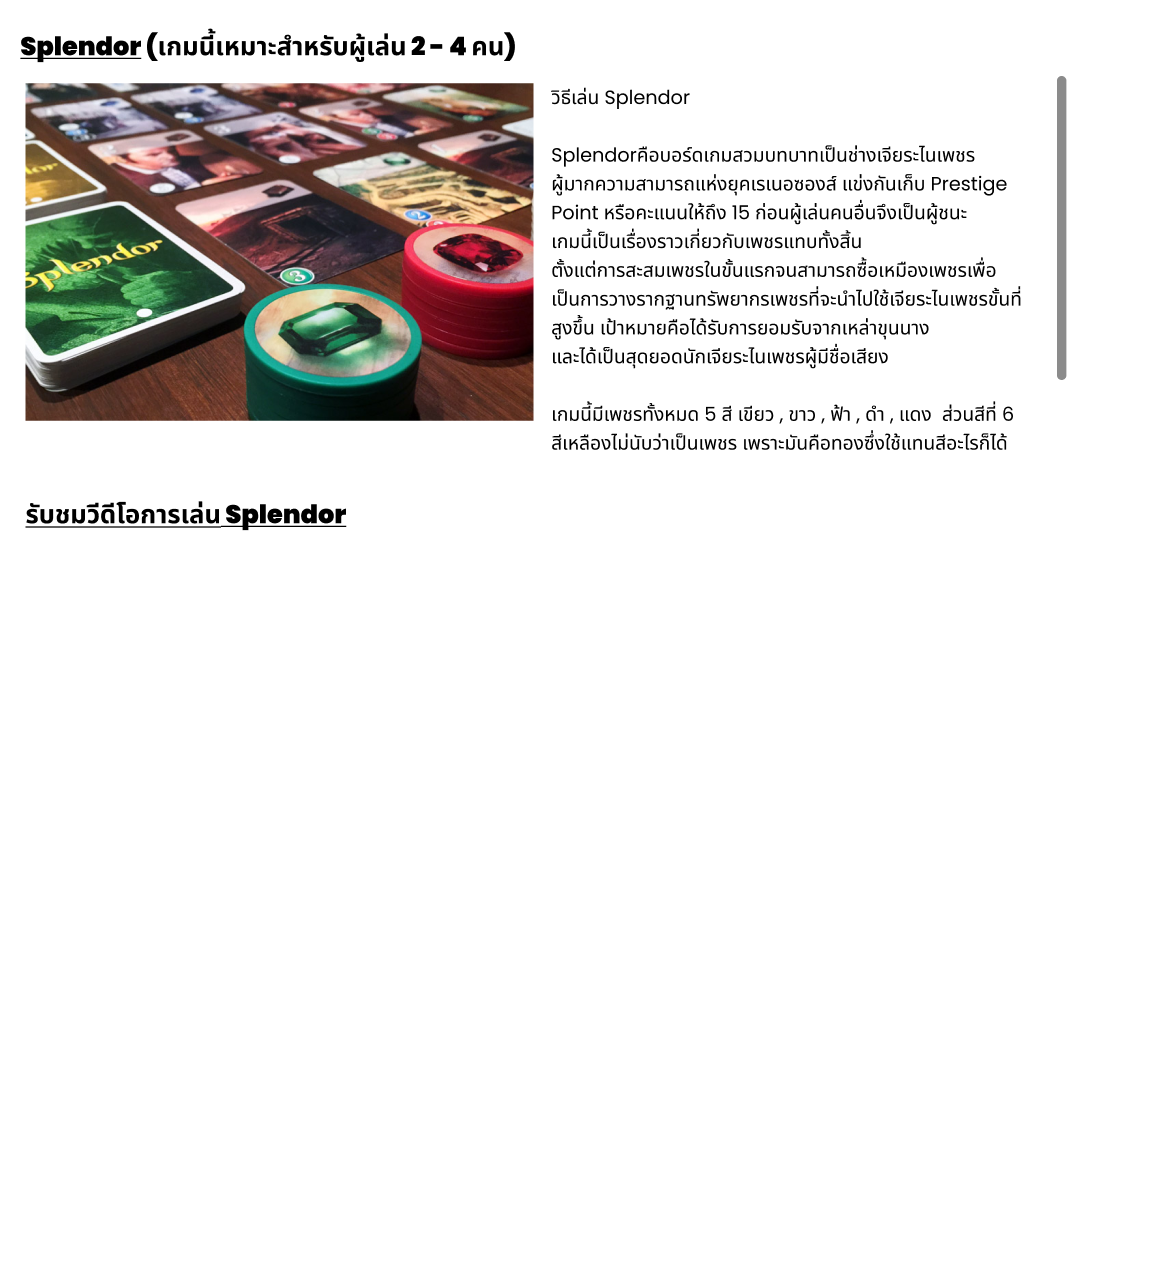 Splendor (เกมนี้เหมาะสำหรับผู้เล่น 2 - 4 คน)
Splendor
วิธีเล่น Splendor
Splendorคือบอร์ดเกมสวมบทบาทเป็นช่างเจียระไนเพชร
ผู้มากความสามารถแห่งยุคเรเนอซองส์ แข่งกันเก็บ Prestige
Point หรือคะแนนให้ถึง 15 ก่อนผู้เล่นคนอื่นจึงเป็นผู้ชนะ
เกมนี้เป็นเรื่องราวเกี่ยวกับเพชรแทบทั้งสิ้น
ตั้งแต่การสะสมเพชรในขั้นแรกจนสามารถซื้อเหมืองเพชรเพื่อ
เป็นการวางรากฐานทรัพยากรเพชรที่จะนำไปใช้เจียระไนเพชรขั้นที่
สูงขึ้น เป้าหมายคือได้รับการยอมรับจากเหล่าขุนนาง
และได้เป็นสุดยอดนักเจียระไนเพชรผู้มีชื่อเสียง
เกมนี้มีเพชรทั้งหมด 5 สี เขียว , ขาว , ฟ้า , ดำ , แดง  ส่วนสีที่ 6
สีเหลืองไม่นับว่าเป็นเพชร เพราะมันคือทองซึ่งใช้แทนสีอะไรก็ได้
รับชมวีดีโอการเล่น Splendor